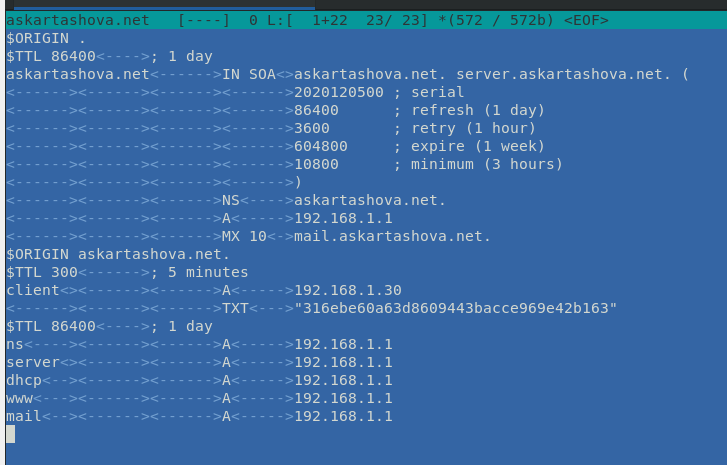 askartashova.net   [----]  0 L:[  1+22  23/ 23] *(572 / 572b) <EOF>
$ORIGIN .
$TTL 86400<---->; 1 day
askartashova.net<------>IN SOA<>askartashova.net. server.askartashova.net. (
<------><------><------><------>2020120500 ; serial
<------><------><------><------>86400      ; refresh (1 day)
<------><------><------><------>3600       ; retry (1 hour)
<------><------><------><------>604800     ; expire (1 week)
<------><------><------><------>10800      ; minimum (3 hours)
<------><------><------><------>)
<------><------><------>NS<---->askartashova.net.
<------><------><------>A<----->192.168.1.1
<------><------><------>MX 10<->mail.askartashova.net.
$ORIGIN askartashova.net.
$TTL 300<------>; 5 minutes
client<><------><------>A<----->192.168.1.30
<------><------><------>TXT<--->"316ebe60a63d8609443bacce969e42b163"
$TTL 86400<---->; 1 day
ns<----><------><------>A<----->192.168.1.1
server<><------><------>A<----->192.168.1.1
dhcp<--><------><------>A<----->192.168.1.1
www<---><------><------>A<----->192.168.1.1
mail<--><------><------>A<----->192.168.1.1